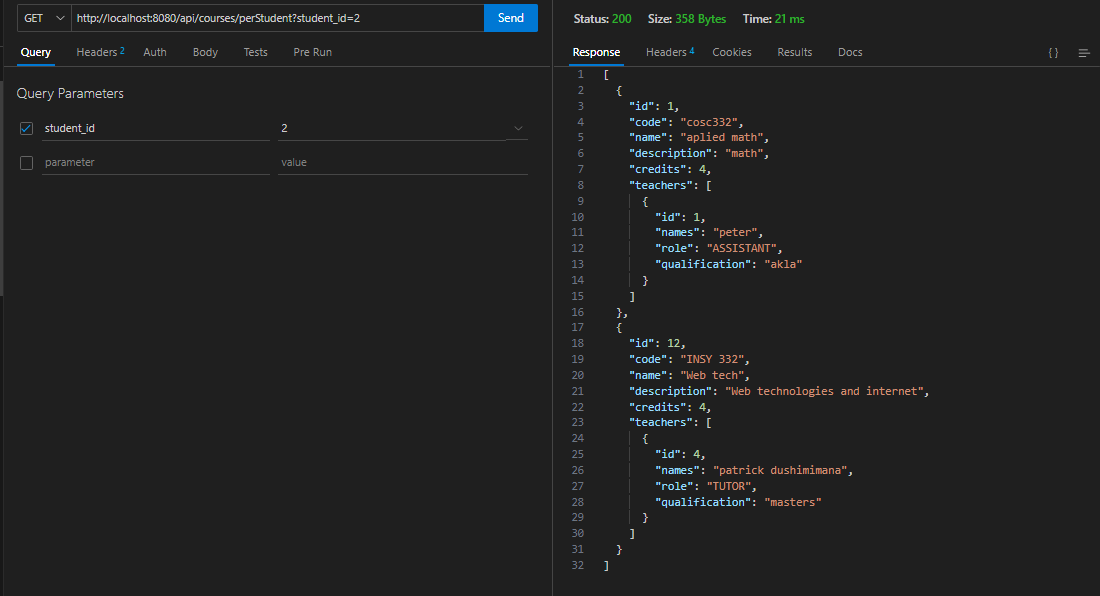 GET http://localhost:8080/api/courses/perStudent?student_id=2 Send
Query Headers 2 Auth Body Tests Pre Run
Query Parameters
student_id 2
parameter value
Status: 200 Size: 358 Bytes Time: 21 ms
Response Headers 4 Cookies Results Docs { }
1 [
2 {
3 "id": 1,
4 "code": "cosc332",
5 "name": "aplied math",
6 "description": "math",
7 "credits": 4,
8 "teachers": [
9 {
10 "id": 1,
11 "names": "peter",
12 "role": "ASSISTANT",
13 "qualification": "akla"
14 }
15 ]
16 },
17 {
18 "id": 12,
19 "code": "INSY 332",
20 "name": "Web tech",
21 "description": "Web technologies and internet",
22 "credits": 4,
23 "teachers": [
24 {
25 "id": 4,
26 "names": "patrick dushimimana",
27 "role": "TUTOR",
28 "qualification": "masters"
29 }
30 ]
31 }
32 ]